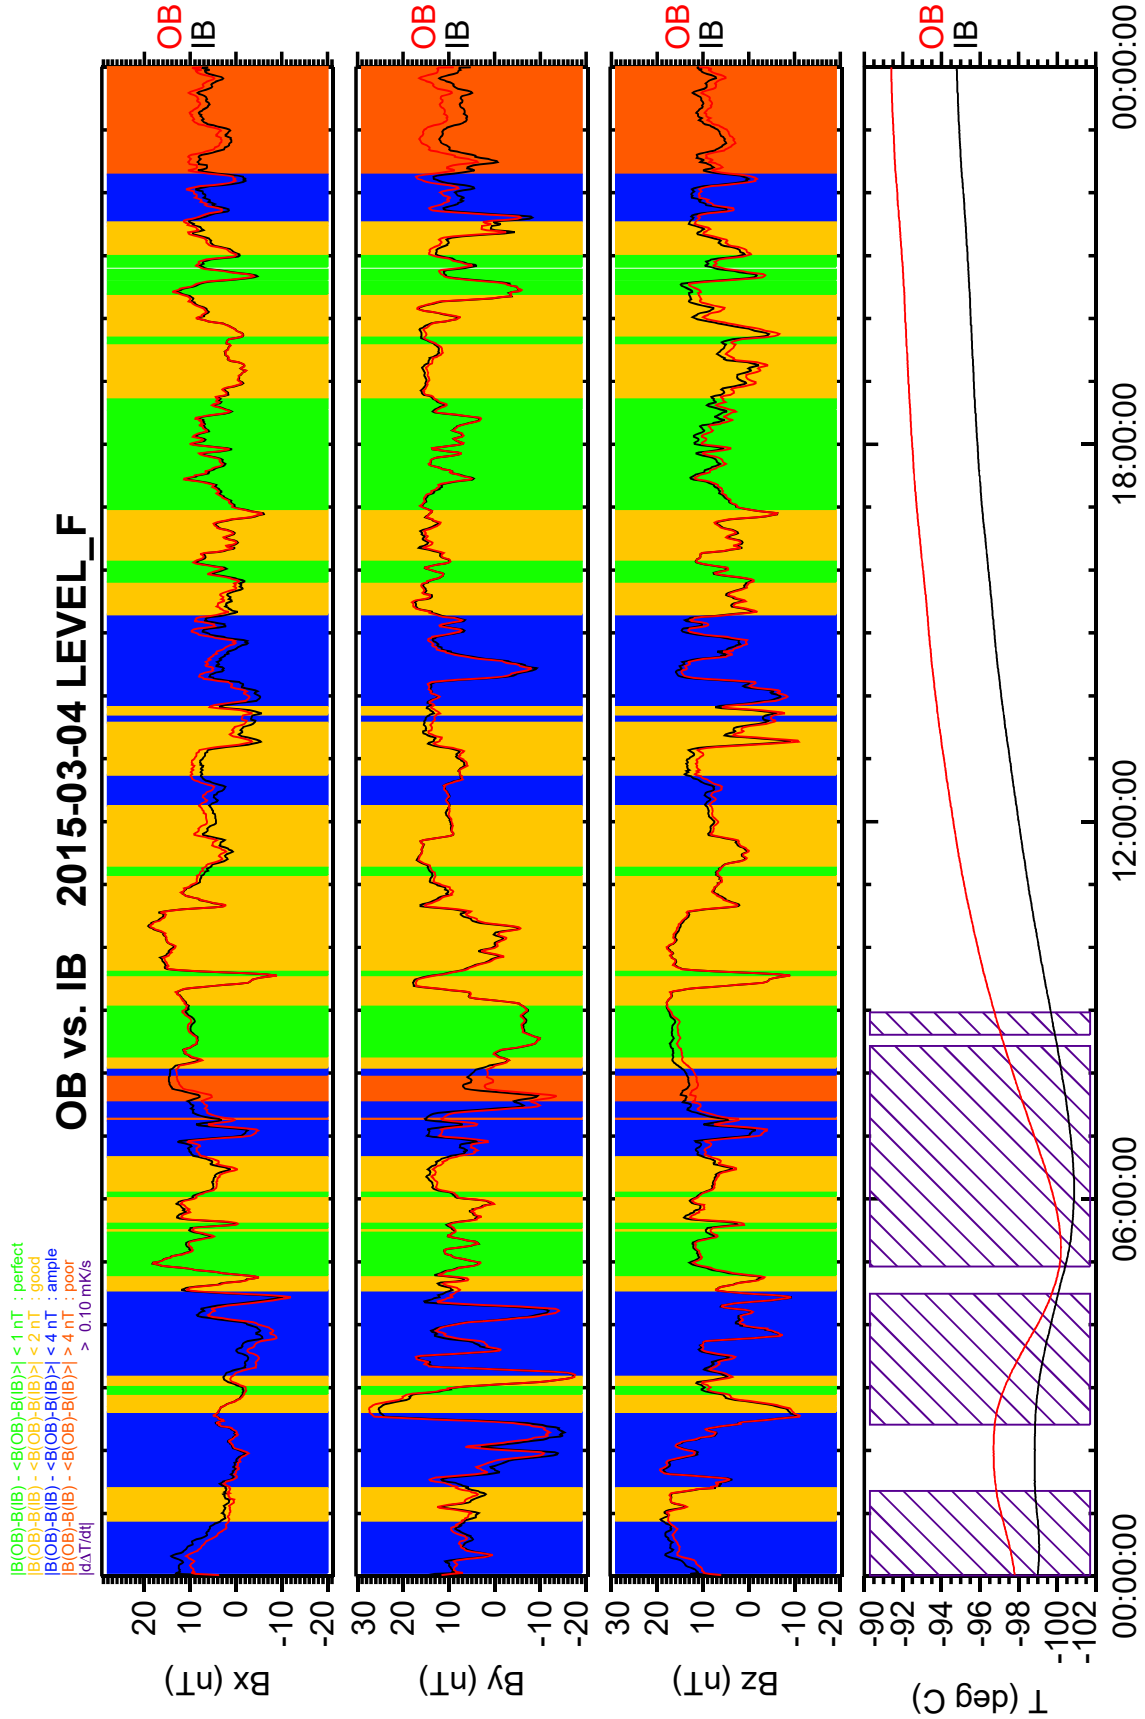 OB vs. IB 2015-03-04 LEVEL_F
|B(OB)-B(IB) - <B(OB)-B(IB)>| < 1 nT : perfect
|B(OB)-B(IB) - <B(OB)-B(IB)>| < 2 nT : good
|B(OB)-B(IB) - <B(OB)-B(IB)>| < 4 nT : ample
|B(OB)-B(IB) - <B(OB)-B(IB)>| > 4 nT : poor
|dΔT/dt| > 0.10 mK/s
Bx (nT)
20
10
0
-10
-20
OB
IB
By (nT)
30
20
10
0
-10
-20
OB
IB
Bz (nT)
30
20
10
0
-10
-20
OB
IB
T (deg C)
-90
-92
-94
-96
-98
-100
-102
OB
IB
00:00:00 06:00:00 12:00:00 18:00:00 00:00:00